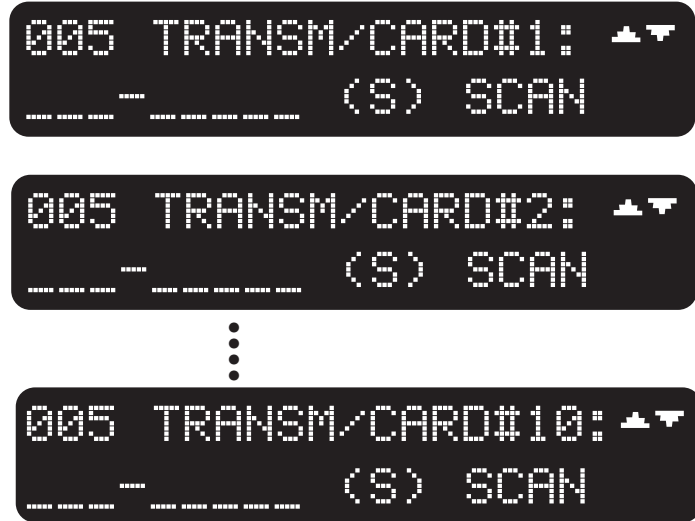 005 TRANSM/CARD#1: ▲▼
___-_____ (S) SCAN
005 TRANSM/CARD#2: ▲▼
___-_____ (S) SCAN
005 TRANSM/CARD#10: ▲▼
___-_____ (S) SCAN